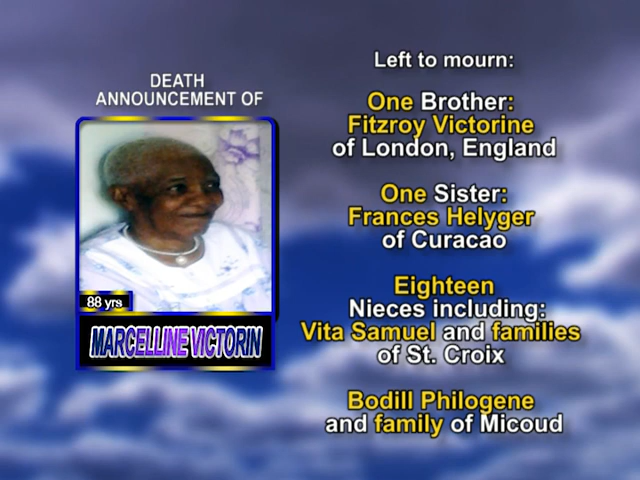 DEATH
ANNOUNCEMENT OF
88 yrs
MARCELLINE VICTORIN
Left to mourn:
One Brother:
Fitzroy Victorine
of London, England
One Sister:
Frances Helyger
of Curacao
Eighteen
Nieces including:
Vita Samuel and families
of St. Croix
Bodill Philogene
and family of Micoud